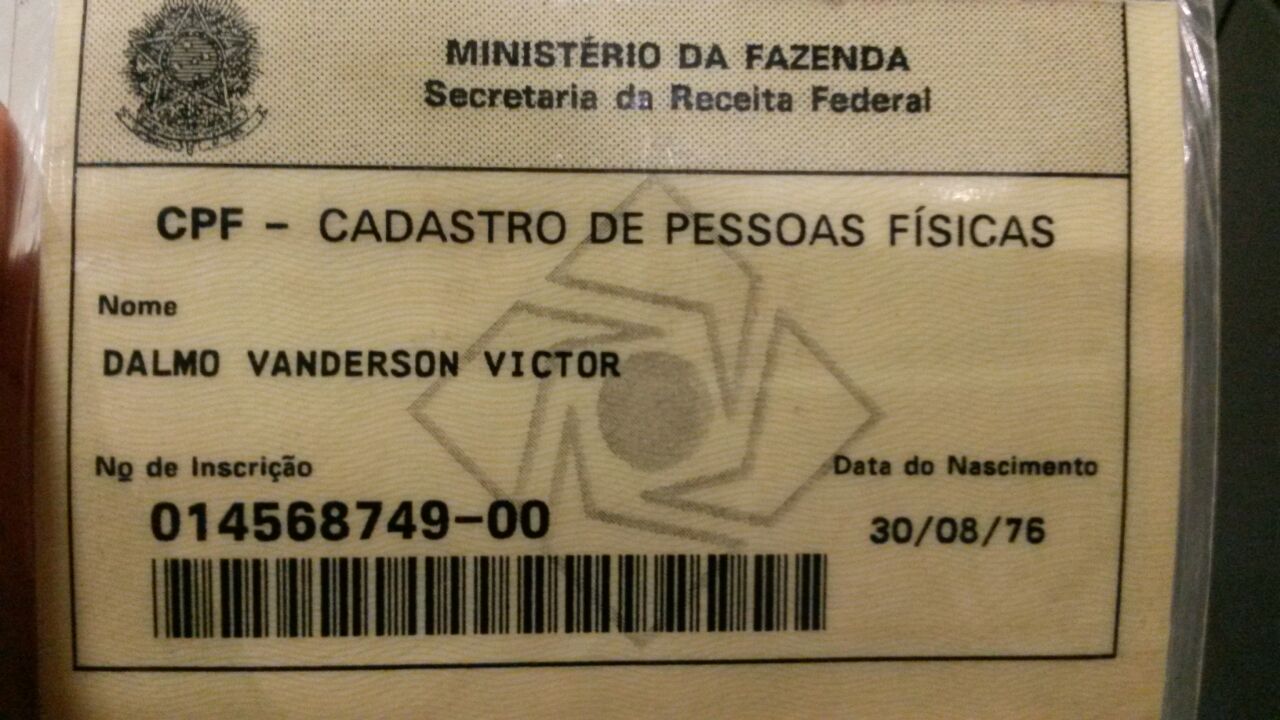 MINISTÉRIO DA FAZENDA
Secretaria da Receita Federal
CPF – CADASTRO DE PESSOAS FÍSICAS
Nome
DALMO VANDERSON VICTOR
Nº de Inscrição
Data do Nascimento
014568749-00
30/08/76